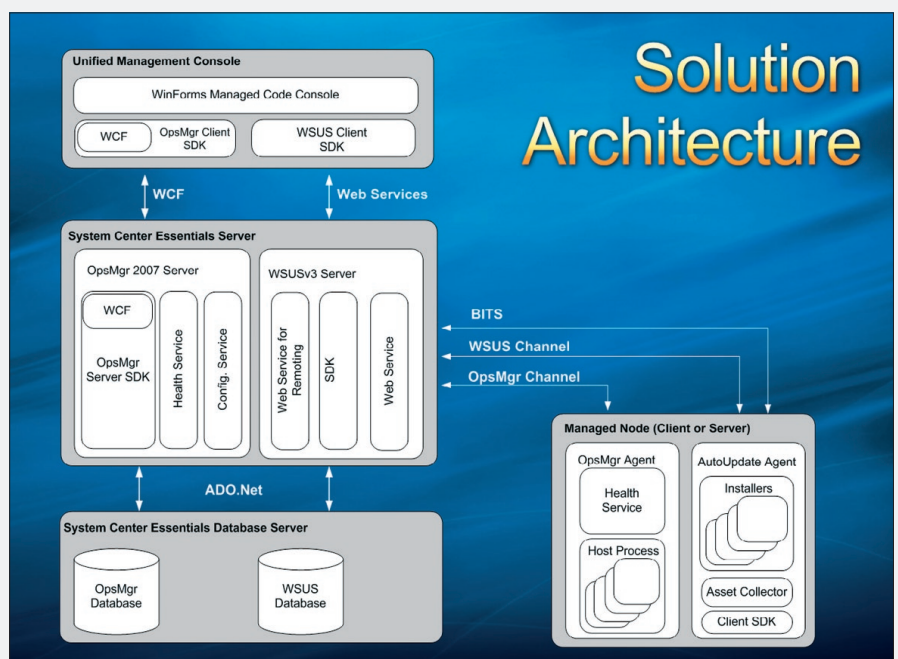 Solution
Architecture
Unified Management Console
WinForms Managed Code Console
WCF
OpsMgr Client
SDK
WSUS Client
SDK
WCF
Web Services
System Center Essentials Server
OpsMgr 2007 Server
WCF
OpsMgr
Server SDK
Health Service
Config. Service
WSUSv3 Server
Web Service for
Remoting
SDK
Web Service
BITS
WSUS Channel
OpsMgr Channel
ADO.Net
System Center Essentials Database Server
OpsMgr
Database
WSUS
Database
Managed Node (Client or Server)
OpsMgr Agent
Health
Service
Host Process
AutoUpdate Agent
Installers
Asset Collector
Client SDK